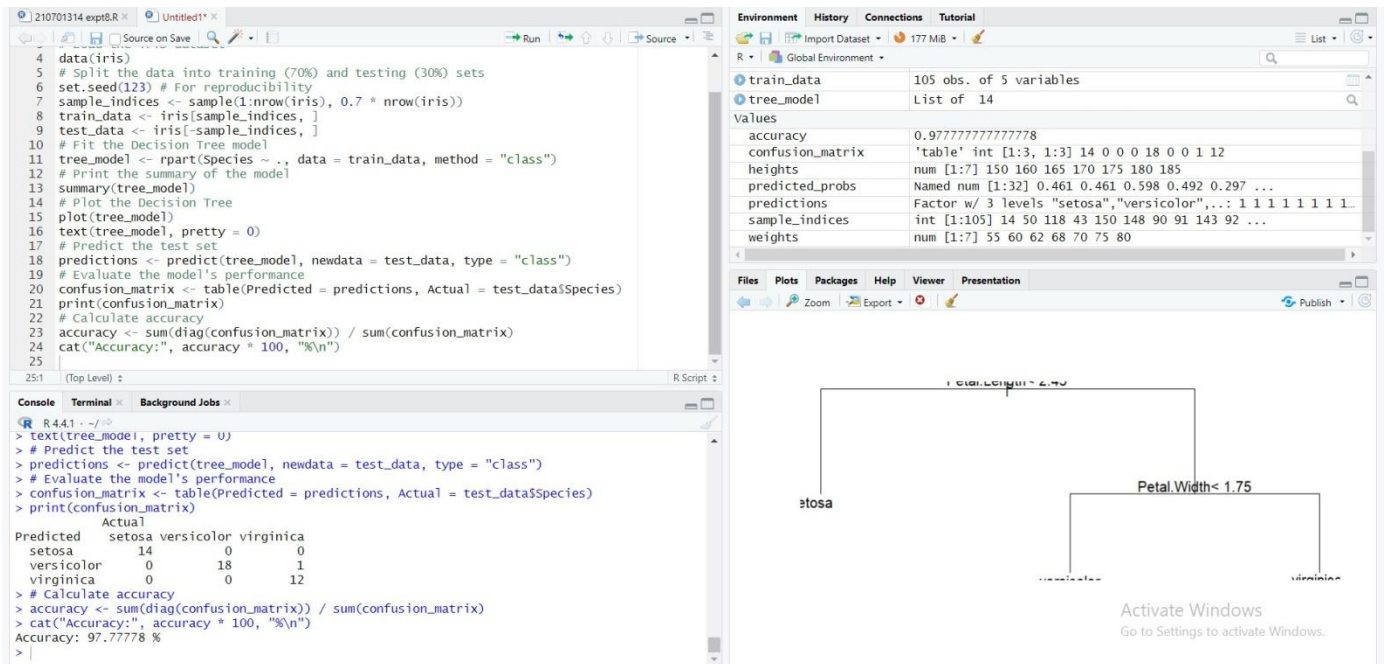 210701314 expt8.R
Untitled1*
Source on Save
Run
Source
4 data(iris)
5 # Split the data into training (70%) and testing (30%) sets
6 set.seed(123) # For reproducibility
7 sample_indices <- sample(1:nrow(iris), 0.7 * nrow(iris))
8 train_data <- iris[sample_indices, ]
9 test_data <- iris[-sample_indices, ]
10 # Fit the Decision Tree model
11 tree_model <- rpart(Species ~ ., data = train_data, method = "class")
12 # Print the summary of the model
13 summary(tree_model)
14 # Plot the Decision Tree
15 plot(tree_model)
16 text(tree_model, pretty = 0)
17 # Predict the test set
18 predictions <- predict(tree_model, newdata = test_data, type = "class")
19 # Evaluate the model's performance
20 confusion_matrix <- table(Predicted = predictions, Actual = test_data$Species)
21 print(confusion_matrix)
22 # Calculate accuracy
23 accuracy <- sum(diag(confusion_matrix)) / sum(confusion_matrix)
24 cat("Accuracy:", accuracy * 100, "%\n")
25
25:1 (Top Level) R Script
Console Terminal Background Jobs
R 4.4.1 · ~/
> text(tree_model, pretty = 0)
> # Predict the test set
> predictions <- predict(tree_model, newdata = test_data, type = "class")
> # Evaluate the model's performance
> confusion_matrix <- table(Predicted = predictions, Actual = test_data$Species)
> print(confusion_matrix)
Actual
Predicted setosa versicolor virginica
setosa 14 0 0
versicolor 0 18 1
virginica 0 0 12
> # Calculate accuracy
> accuracy <- sum(diag(confusion_matrix)) / sum(confusion_matrix)
> cat("Accuracy:", accuracy * 100, "%\n")
Accuracy: 97.77778 %
>
Environment History Connections Tutorial
Import Dataset 177 MiB List
R Global Environment
train_data 105 obs. of 5 variables
tree_model List of 14
Values
accuracy 0.977777777777778
confusion_matrix 'table' int [1:3, 1:3] 14 0 0 0 18 0 0 1 12
heights num [1:7] 150 160 165 170 175 180 185
predicted_probs Named num [1:32] 0.461 0.461 0.598 0.492 0.297 ...
predictions Factor w/ 3 levels "setosa","versicolor",..: 1 1 1 1 1 1 1 1…
sample_indices int [1:105] 14 50 118 43 150 148 90 91 143 92 ...
weights num [1:7] 55 60 62 68 70 75 80
Files Plots Packages Help Viewer Presentation
Zoom Export Publish
Petal.Length< 2.45
etosa
Petal.Width< 1.75
versicolor virginica
Activate Windows
Go to Settings to activate Windows.